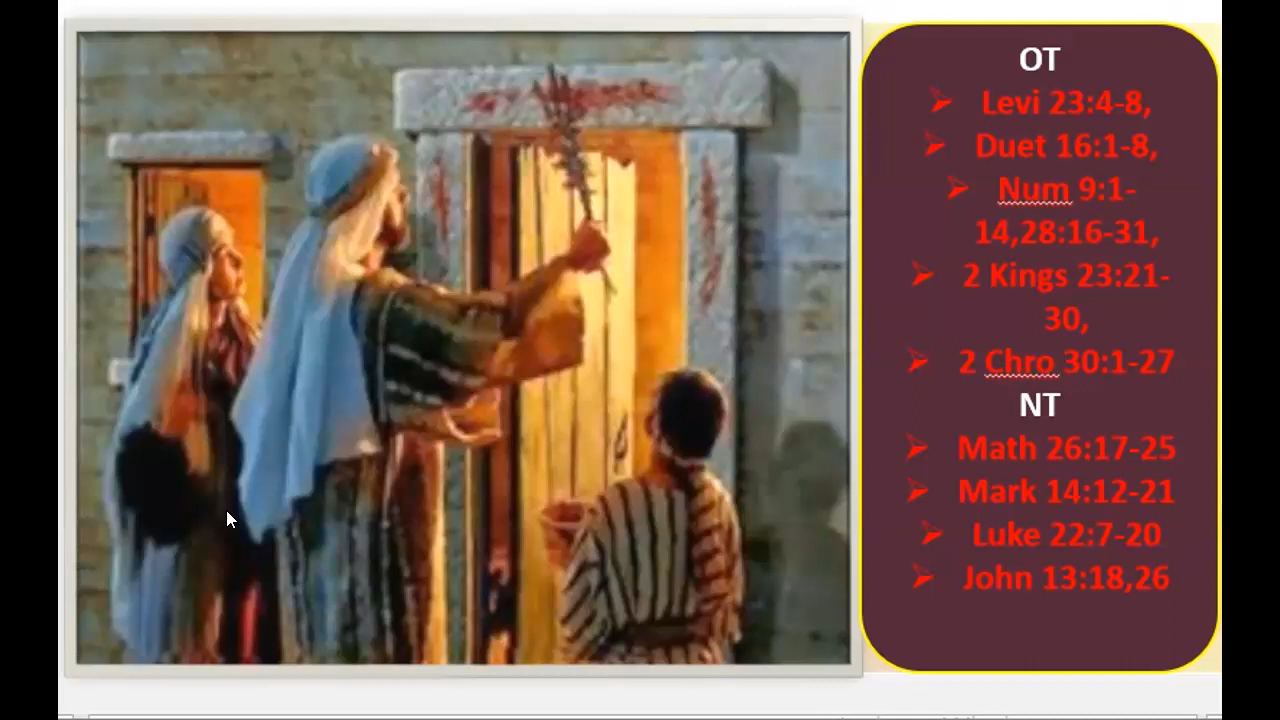 OT
➢ Levi 23:4-8,
➢ Duet 16:1-8,
➢ Num 9:1-
14,28:16-31,
➢ 2 Kings 23:21-
30,
➢ 2 Chro 30:1-27
NT
➢ Math 26:17-25
➢ Mark 14:12-21
➢ Luke 22:7-20
➢ John 13:18,26